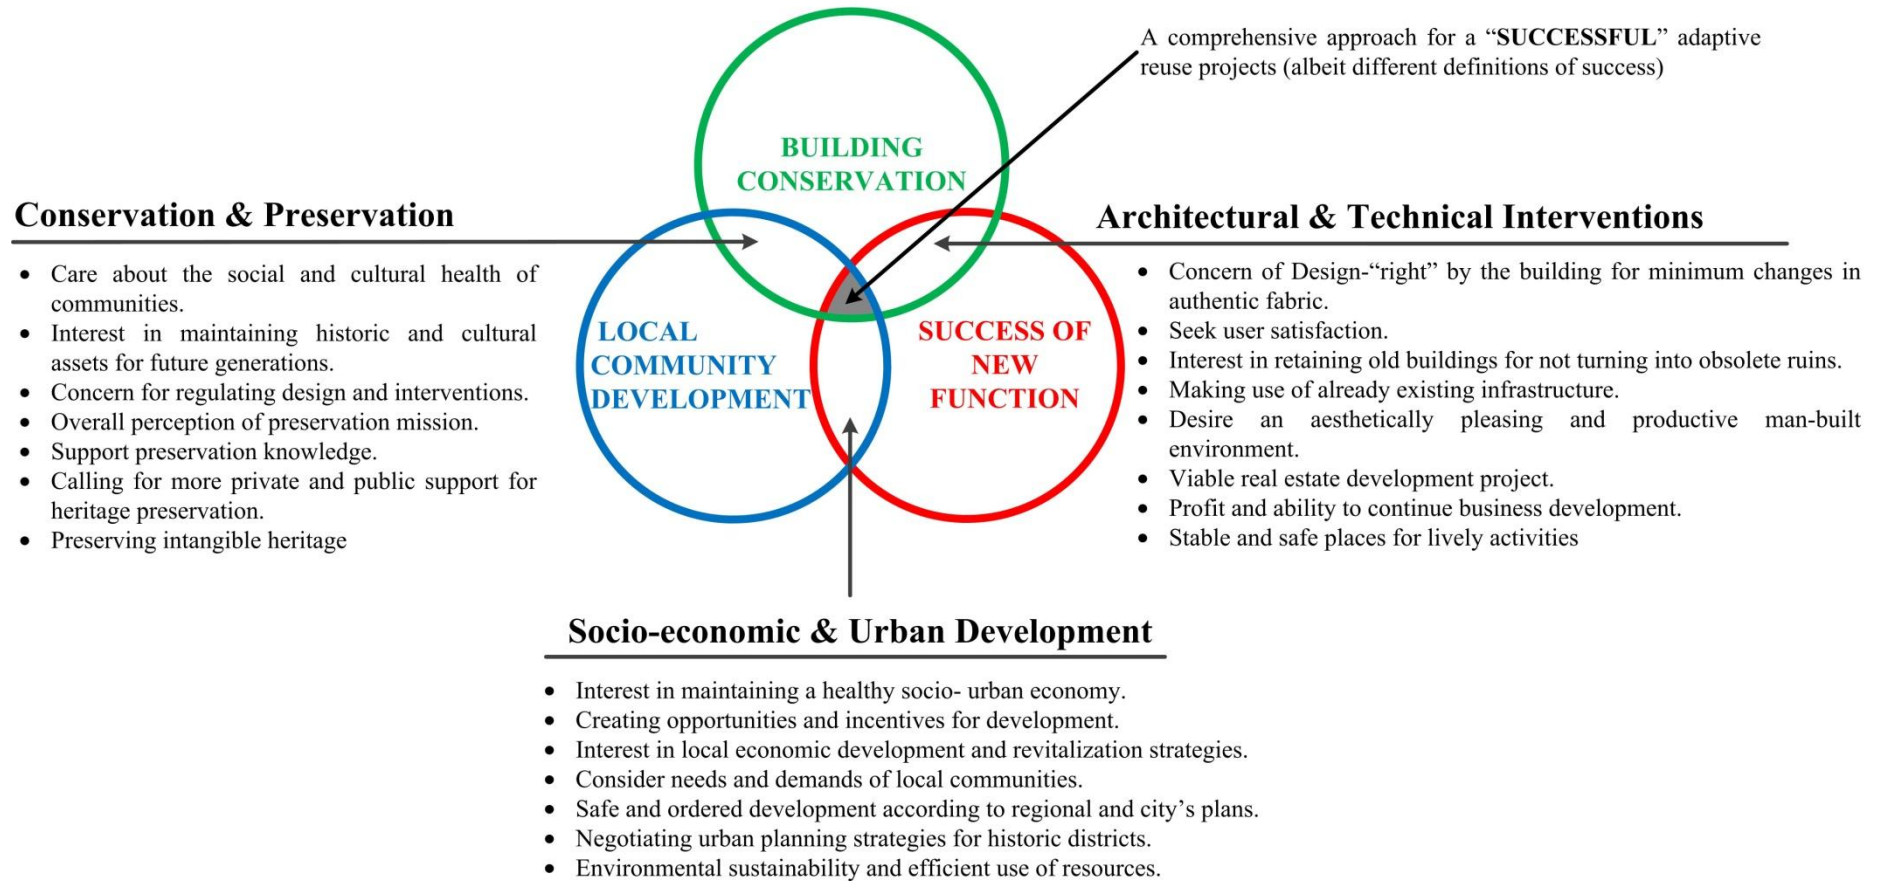 A comprehensive approach for a “SUCCESSFUL” adaptive
reuse projects (albeit different definitions of success)
BUILDING
CONSERVATION
LOCAL
COMMUNITY
DEVELOPMENT
SUCCESS OF
NEW
FUNCTION
Conservation & Preservation
• Care about the social and cultural health of
communities.
• Interest in maintaining historic and cultural
assets for future generations.
• Concern for regulating design and interventions.
• Overall perception of preservation mission.
• Support preservation knowledge.
• Calling for more private and public support for
heritage preservation.
• Preserving intangible heritage
Architectural & Technical Interventions
• Concern of Design-“right” by the building for minimum changes in
authentic fabric.
• Seek user satisfaction.
• Interest in retaining old buildings for not turning into obsolete ruins.
• Making use of already existing infrastructure.
• Desire an aesthetically pleasing and productive man-built
environment.
• Viable real estate development project.
• Profit and ability to continue business development.
• Stable and safe places for lively activities
Socio-economic & Urban Development
• Interest in maintaining a healthy socio- urban economy.
• Creating opportunities and incentives for development.
• Interest in local economic development and revitalization strategies.
• Consider needs and demands of local communities.
• Safe and ordered development according to regional and city’s plans.
• Negotiating urban planning strategies for historic districts.
• Environmental sustainability and efficient use of resources.